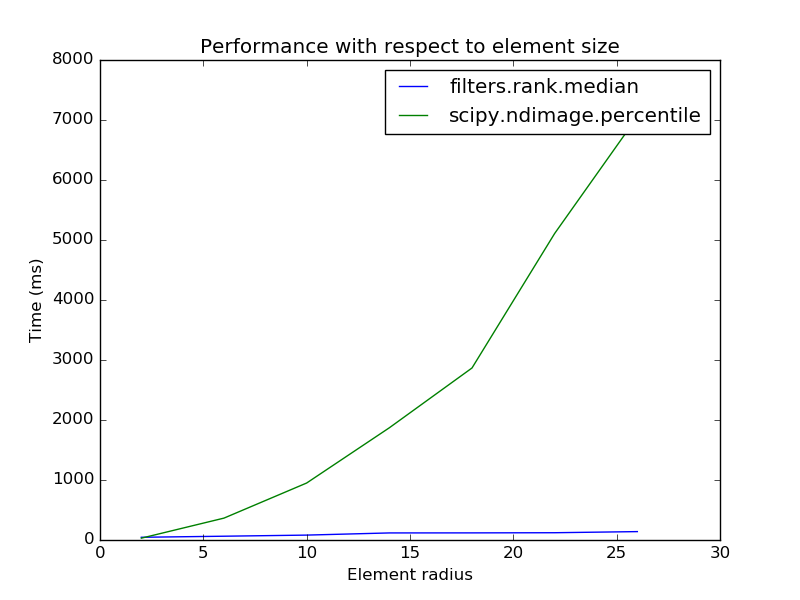 Performance with respect to element size
8000
7000
6000
5000
4000
3000
2000
1000
0
filters.rank.median
scipy.ndimage.percentile
Time (ms)
0 5 10 15 20 25 30
Element radius